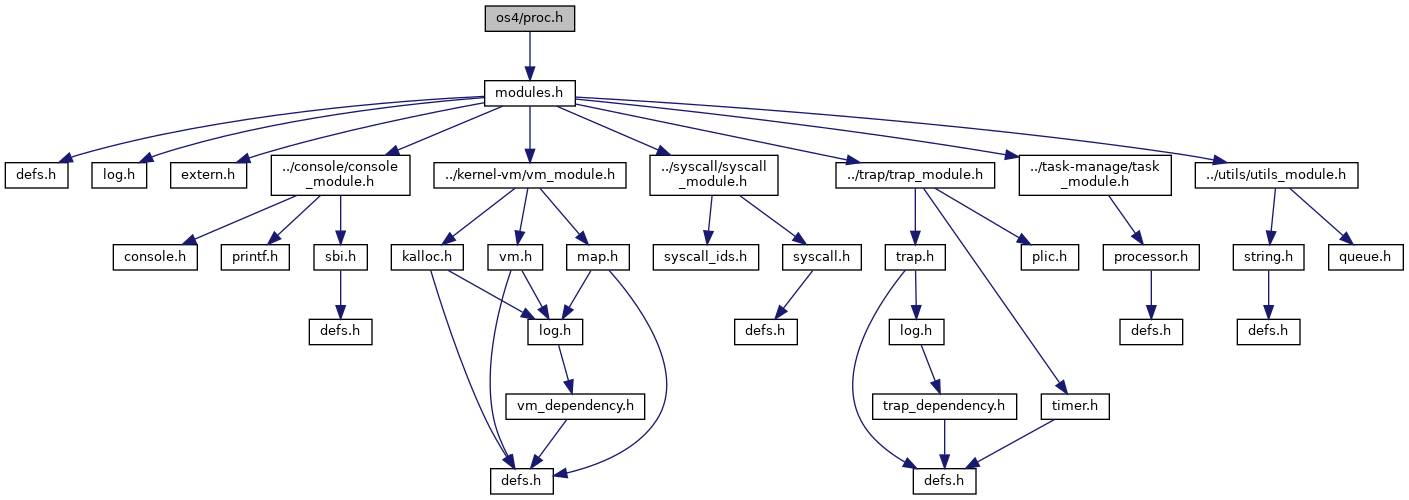 os4/proc.h
modules.h
defs.h
log.h
extern.h
../console/console
_module.h
../kernel-vm/vm_module.h
../syscall/syscall
_module.h
../trap/trap_module.h
../task-manage/task
_module.h
../utils/utils_module.h
console.h
printf.h
sbi.h
kalloc.h
vm.h
map.h
syscall_ids.h
syscall.h
trap.h
plic.h
processor.h
string.h
queue.h
defs.h
log.h
defs.h
log.h
defs.h
defs.h
vm_dependency.h
trap_dependency.h
timer.h
defs.h
defs.h